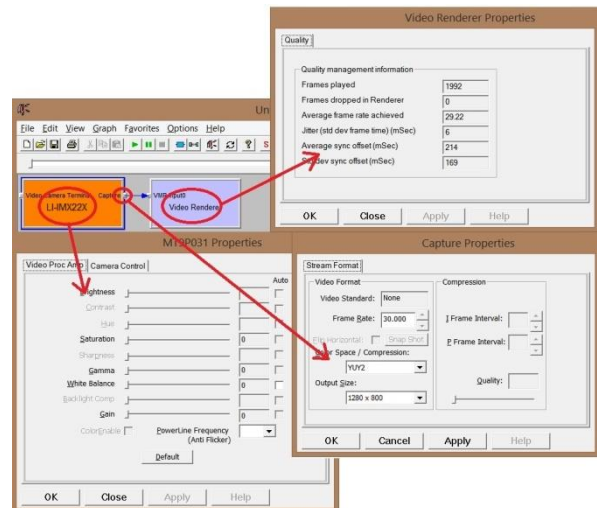 Video Renderer Properties
Quality
Quality management information
Frames played 1992
Frames dropped in Renderer 0
Average frame rate achieved 29.22
Jitter (std dev frame time) (mSec) 6
Average sync offset (mSec) 214
dev sync offset (mSec) 169
OK Close Apply Help
Un
File Edit View Graph Favorites Options Help
S
Video Camera Termina Capture VMR Input0
LI-IMX22X Video Rendere
MT9P031 Properties
Video Proc Amp Camera Control
Auto
Brightness
Contrast
Hue
Saturation 0
Sharpness
Gamma 0
White Balance 0
Backlight Comp
Gain 0
ColorEnable PowerLine Frequency
(Anti Flicker)
Default
OK Close Apply Help
Capture Properties
Stream Format
Video Format Compression
Video Standard: None
Frame Rate: 30.000 I Frame Interval:
Flip Horizontal: Snap Shot P Frame Interval:
Color Space / Compression:
YUY2
Output Size: Quality:
1280 x 800
OK Cancel Apply Help